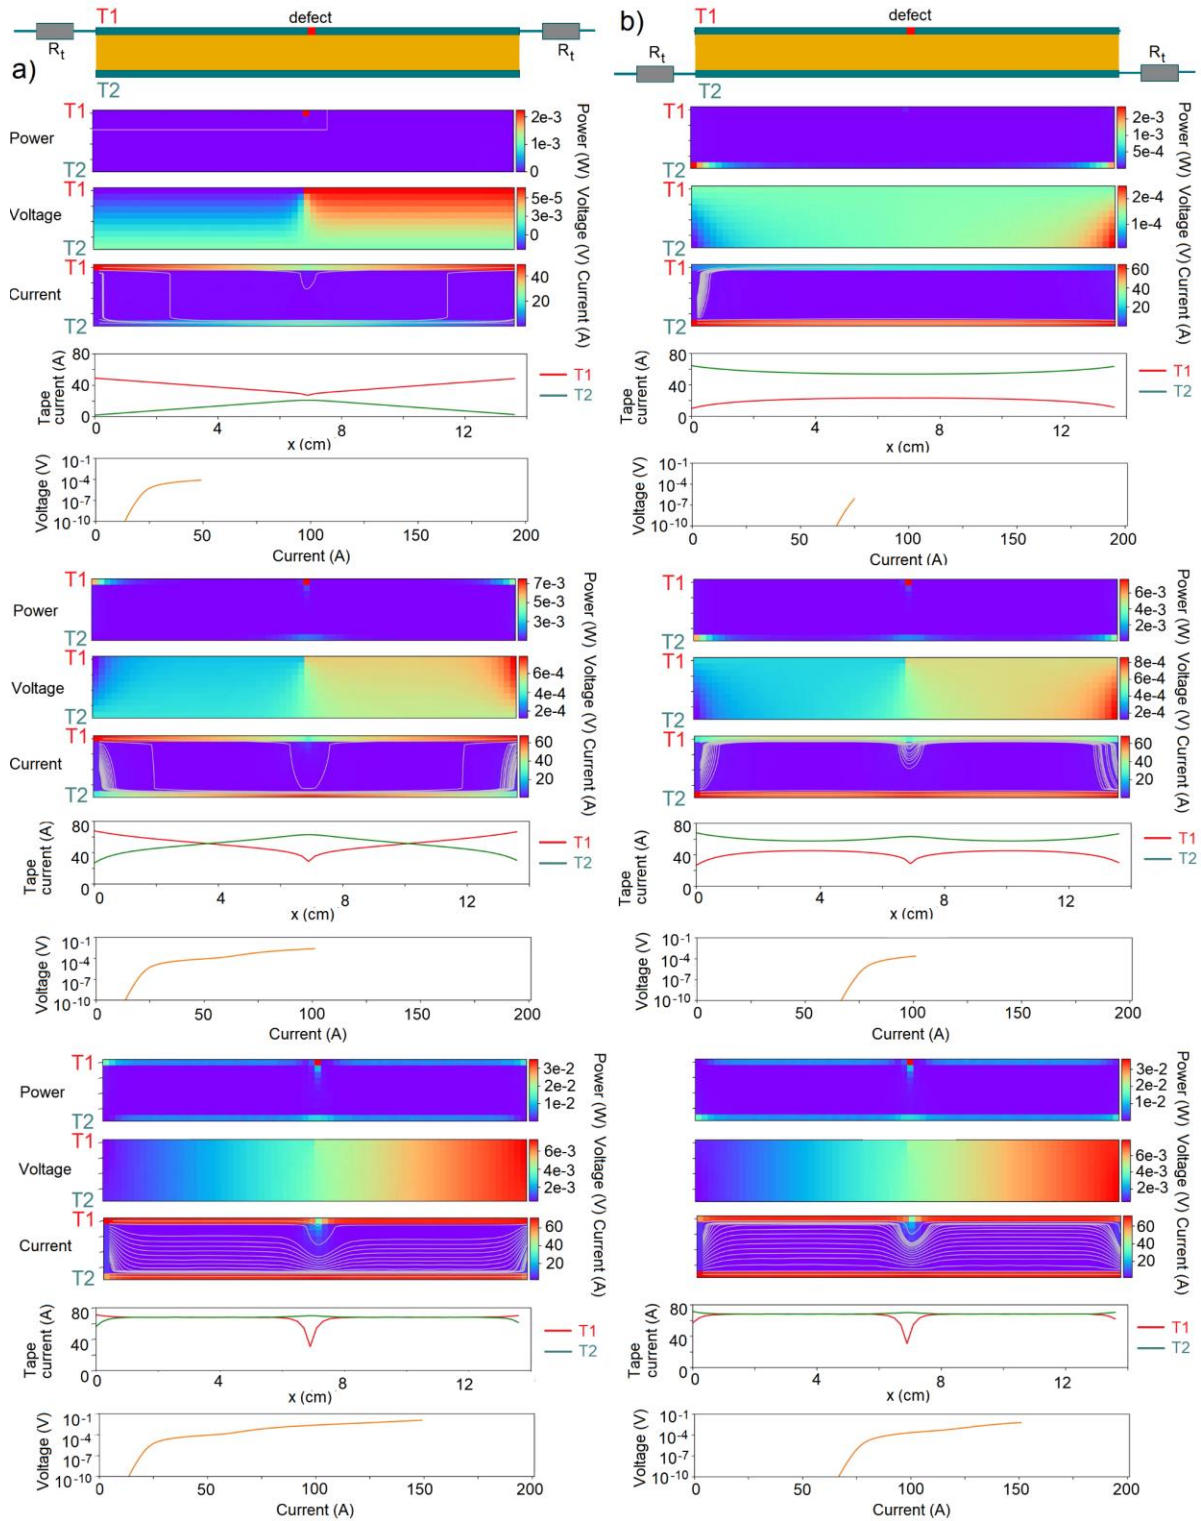 T1
defect
R_t
R_t
a)
T2
T1
Power
T2
2e-3
1e-3
0
Power (W)
T1
Voltage
T2
5e-5
3e-3
0
Voltage (V)
T1
Current
T2
40
20
Current (A)
80
40
0
Tape
current (A)
0
4
8
12
x (cm)
T1
T2
Voltage (V)
10^-1
10^-4
10^-7
10^-10
0
50
100
150
200
Current (A)
T1
Power
T2
7e-3
5e-3
3e-3
Power (W)
T1
Voltage
T2
6e-4
4e-4
2e-4
Voltage (V)
T1
Current
T2
60
40
20
Current (A)
80
40
0
Tape
current (A)
0
4
8
12
x (cm)
T1
T2
Voltage (V)
10^-1
10^-4
10^-7
10^-10
0
50
100
150
200
Current (A)
T1
Power
T2
3e-2
2e-2
1e-2
Power (W)
T1
Voltage
T2
6e-3
4e-3
2e-3
Voltage (V)
T1
Current
T2
60
40
20
Current (A)
80
40
0
Tape
current (A)
0
4
8
12
x (cm)
T1
T2
Voltage (V)
10^-1
10^-4
10^-7
10^-10
0
50
100
150
200
Current (A)
b)
T1
defect
R_t
R_t
T2
T1
T2
2e-3
1e-3
5e-4
Power (W)
T1
T2
2e-4
1e-4
Voltage (V)
T1
T2
60
40
20
Current (A)
80
40
0
Tape
current (A)
0
4
8
12
x (cm)
T1
T2
Voltage (V)
10^-1
10^-4
10^-7
10^-10
0
50
100
150
200
Current (A)
T1
T2
6e-3
4e-3
2e-3
Power (W)
T1
T2
8e-4
6e-4
4e-4
2e-4
Voltage (V)
T1
T2
60
40
20
Current (A)
80
40
0
Tape
current (A)
0
4
8
12
x (cm)
T1
T2
Voltage (V)
10^-1
10^-4
10^-7
10^-10
0
50
100
150
200
Current (A)
T1
T2
3e-2
2e-2
1e-2
Power (W)
T1
T2
6e-3
4e-3
2e-3
Voltage (V)
T1
T2
60
40
20
Current (A)
80
40
0
Tape
current (A)
0
4
8
12
x (cm)
T1
T2
Voltage (V)
10^-1
10^-4
10^-7
10^-10
0
50
100
150
200
Current (A)